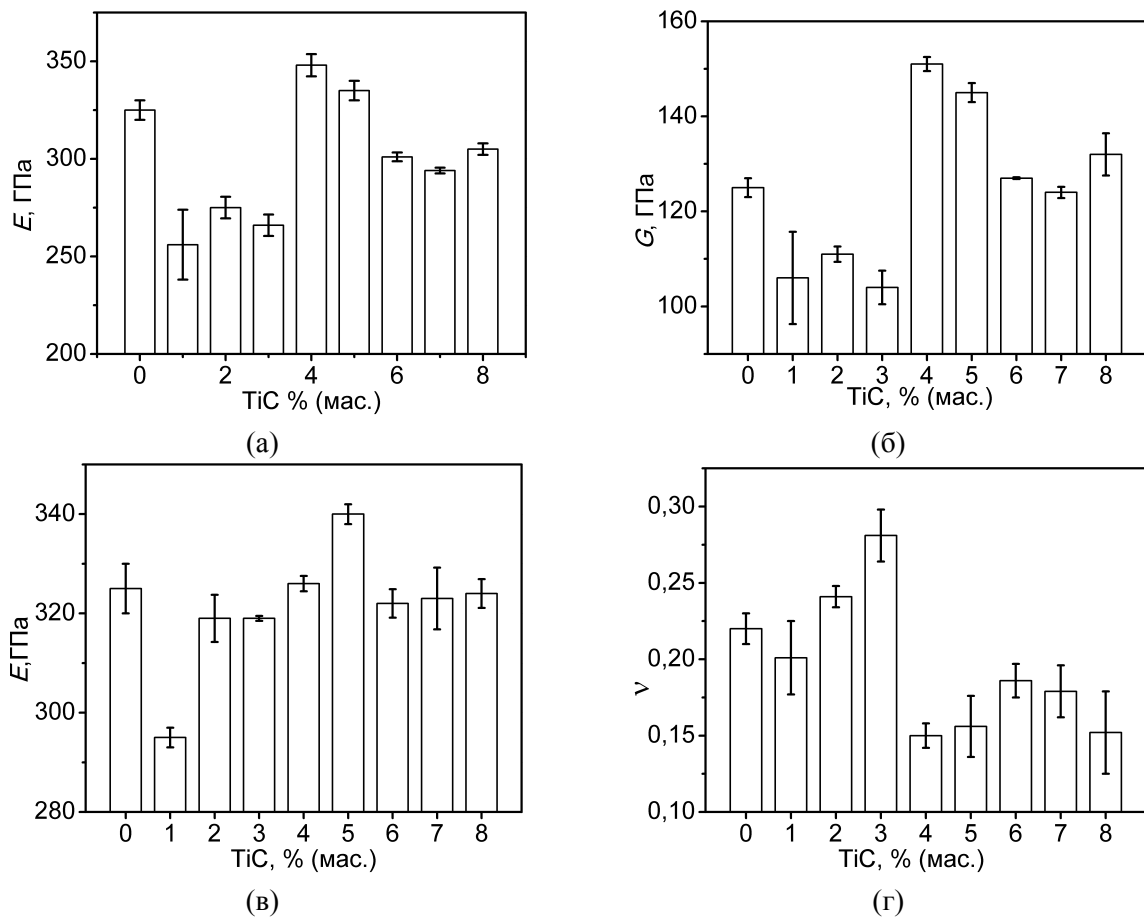 350
300
250
200
E, ГПа
0 2 4 6 8
TiC % (мас.)
(а)
160
140
120
100
G, ГПа
0 1 2 3 4 5 6 7 8
TiC, % (мас.)
(б)
340
320
300
280
E,ГПа
0 1 2 3 4 5 6 7 8
TiC, % (мас.)
(в)
0,30
0,25
0,20
0,15
0,10
ν
0 1 2 3 4 5 6 7 8
TiC, % (мас.)
(г)